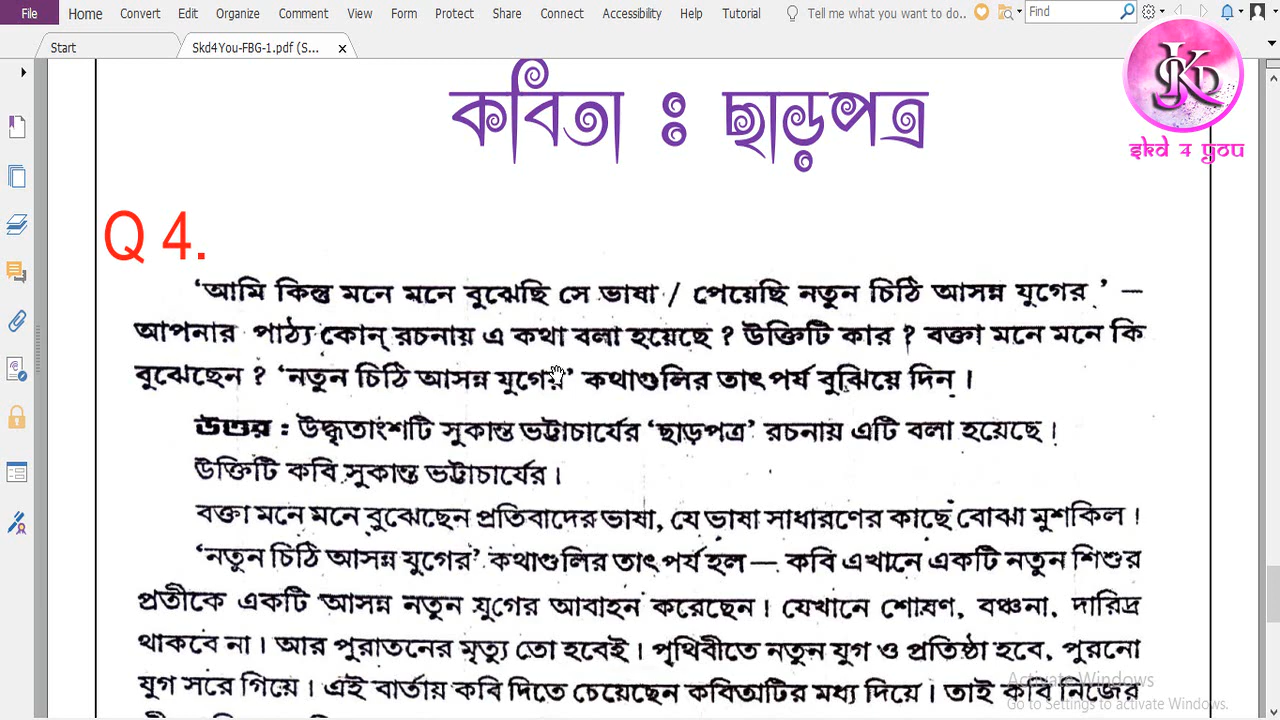 File Home Convert Edit Organize Comment View Form Protect Share Connect Accessibility Help Tutorial Tell me what you want to do.. Find
Start Skd4You-FBG-1.pdf (S... x
SKD
SKD 4 YOU
কবিতা : ছাড়পত্র
Q 4.
'আমি কিন্তু মনে মনে বুঝেছি সে ভাষা / পেয়েছি নতুন চিঠি আসন্ন যুগের ' —
আপনার পাঠ্য কোন্ রচনায় এ কথা বলা হয়েছে ? উক্তিটি কার ? বক্তা মনে মনে কি
বুঝেছেন ? 'নতুন চিঠি আসন্ন যুগের' কথাগুলির তাৎপর্য বুঝিয়ে দিন ।
উত্তর : উদ্ধৃতাংশটি সুকান্ত ভট্টাচার্যের 'ছাড়পত্র' রচনায় এটি বলা হয়েছে ।
উক্তিটি কবি সুকান্ত ভট্টাচার্যের ।
বক্তা মনে মনে বুঝেছেন প্রতিবাদের ভাষা, যে ভাষা সাধারণের কাছে বোঝা মুশকিল ।
'নতুন চিঠি আসন্ন যুগের' কথাগুলির তাৎপর্য হল — কবি এখানে একটি নতুন শিশুর
প্রতীকে একটি আসন্ন নতুন যুগের আবাহন করেছেন । যেখানে শোষণ, বঞ্চনা, দারিদ্র
থাকবে না । আর পুরাতনের মৃত্যু তো হবেই । পৃথিবীতে নতুন যুগ ও প্রতিষ্ঠা হবে, পুরনো
যুগ সরে গিয়ে । এই বার্তায় কবি দিতে চেয়েছেন কবিতাটির মধ্য দিয়ে । তাই কবি নিজের
Activate Windows
Go to Settings to activate Windows.